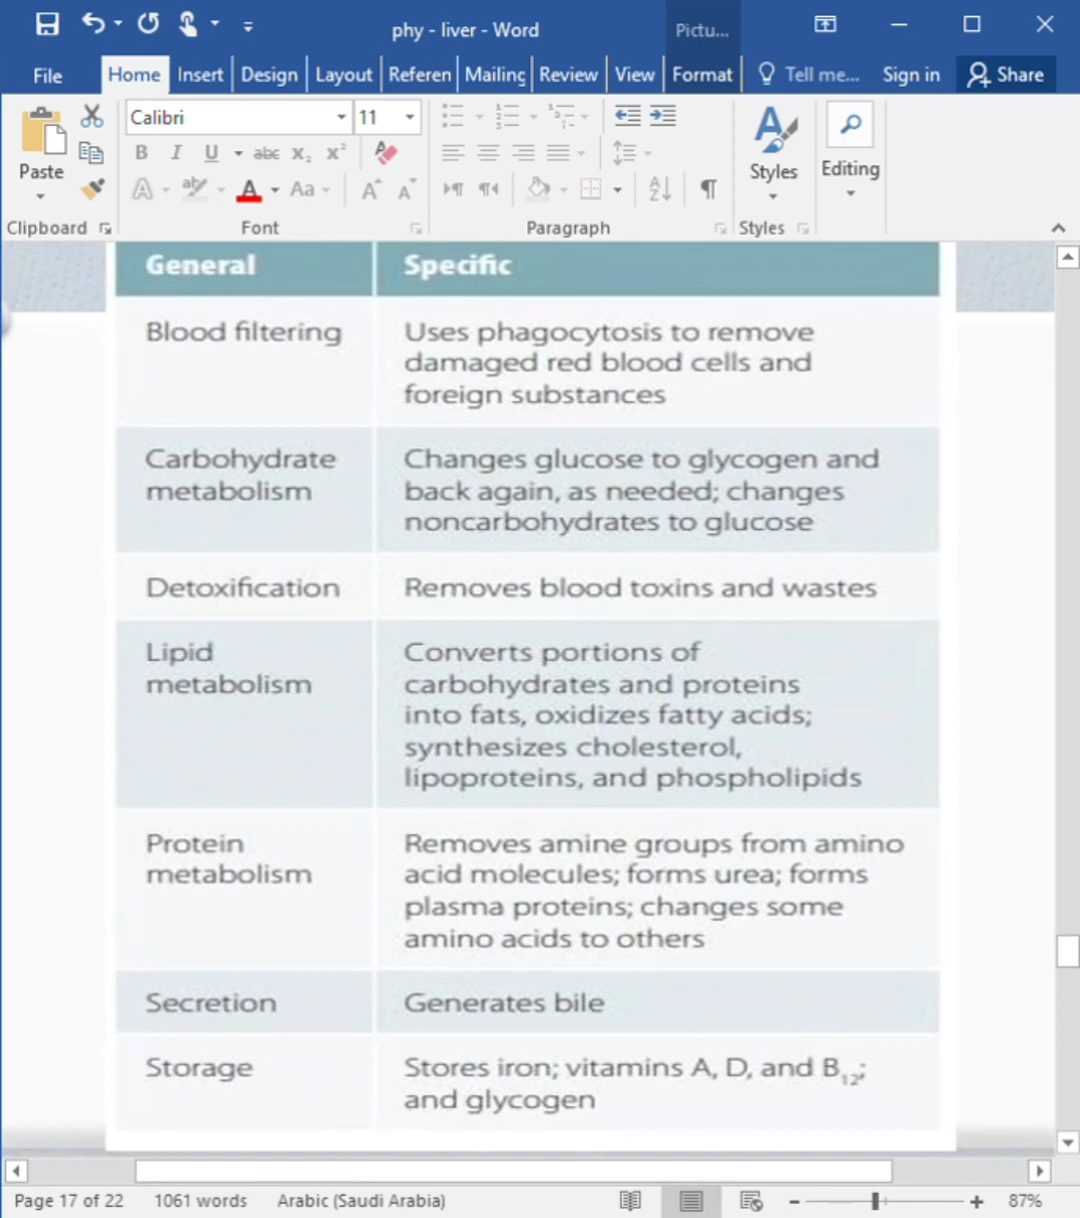 phy - liver - Word
Pictu...
File
Home
Insert
Design
Layout
Referen
Mailing
Review
View
Format
Tell me...
Sign in
Share
Paste
Calibri
11
B I U abc x₂ x²
A ab A Aa A A
Styles
Editing
Clipboard
Font
Paragraph
Styles
General
Specific
Blood filtering
Uses phagocytosis to remove
damaged red blood cells and
foreign substances
Carbohydrate
metabolism
Changes glucose to glycogen and
back again, as needed; changes
noncarbohydrates to glucose
Detoxification
Removes blood toxins and wastes
Lipid
metabolism
Converts portions of
carbohydrates and proteins
into fats, oxidizes fatty acids;
synthesizes cholesterol,
lipoproteins, and phospholipids
Protein
metabolism
Removes amine groups from amino
acid molecules; forms urea; forms
plasma proteins; changes some
amino acids to others
Secretion
Generates bile
Storage
Stores iron; vitamins A, D, and B₁₂;
and glycogen
Page 17 of 22
1061 words
Arabic (Saudi Arabia)
87%